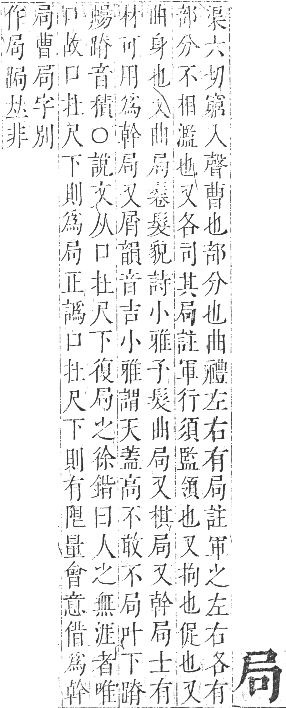 局
渠六切窮入聲曹也部分也曲禮左右有局註軍之左右各有
部分不相濫也又各司其局註軍行須監領也又拘也促也又
曲身也又曲局卷髮貌詩小雅予髮曲局又棋局又幹局士有
材可用爲幹局又屑韻音吉小雅謂天蓋高不敢不局叶下蹐
蜴蹐音積○說文从口在尺下復局之徐鍇曰人之無涯者唯
口故口在尺下則爲局正譌口在尺下則有限量會意借爲幹
局曹局字別
作局跼𠀤非